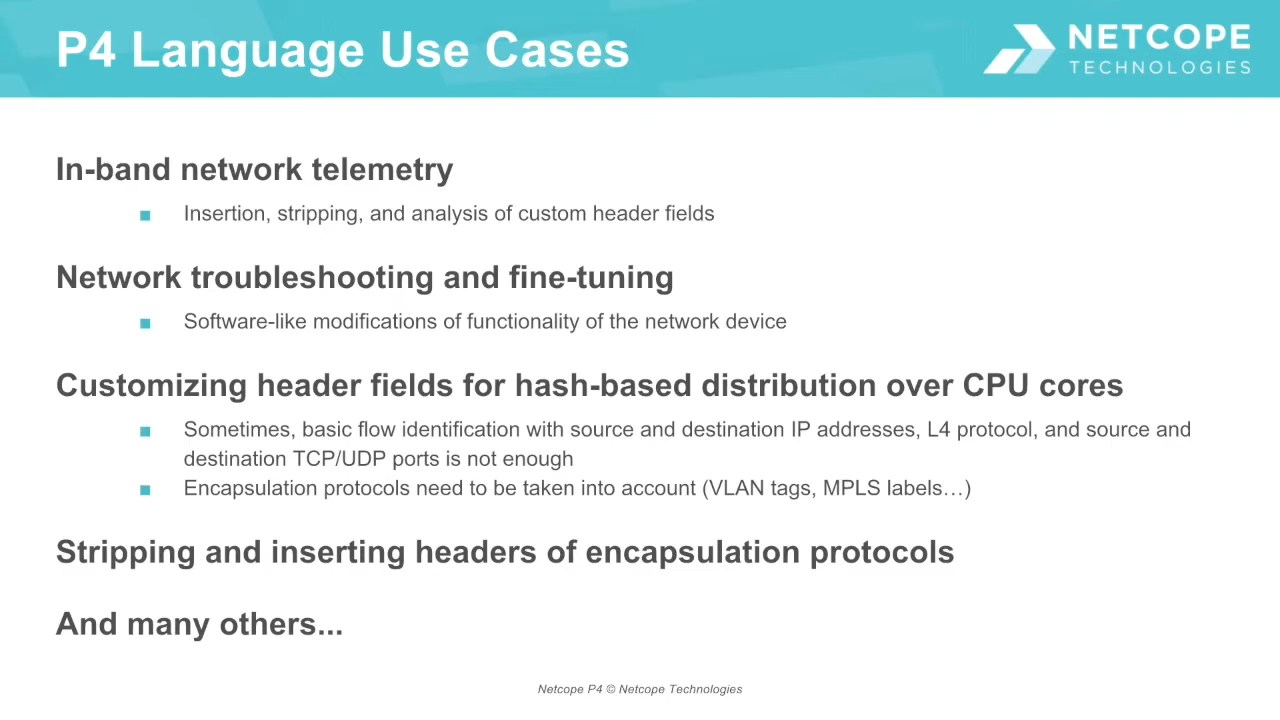 P4 Language Use Cases
NETCOPE
TECHNOLOGIES
In-band network telemetry
■ Insertion, stripping, and analysis of custom header fields
Network troubleshooting and fine-tuning
■ Software-like modifications of functionality of the network device
Customizing header fields for hash-based distribution over CPU cores
■ Sometimes, basic flow identification with source and destination IP addresses, L4 protocol, and source and
destination TCP/UDP ports is not enough
■ Encapsulation protocols need to be taken into account (VLAN tags, MPLS labels…)
Stripping and inserting headers of encapsulation protocols
And many others...
Netcope P4 © Netcope Technologies